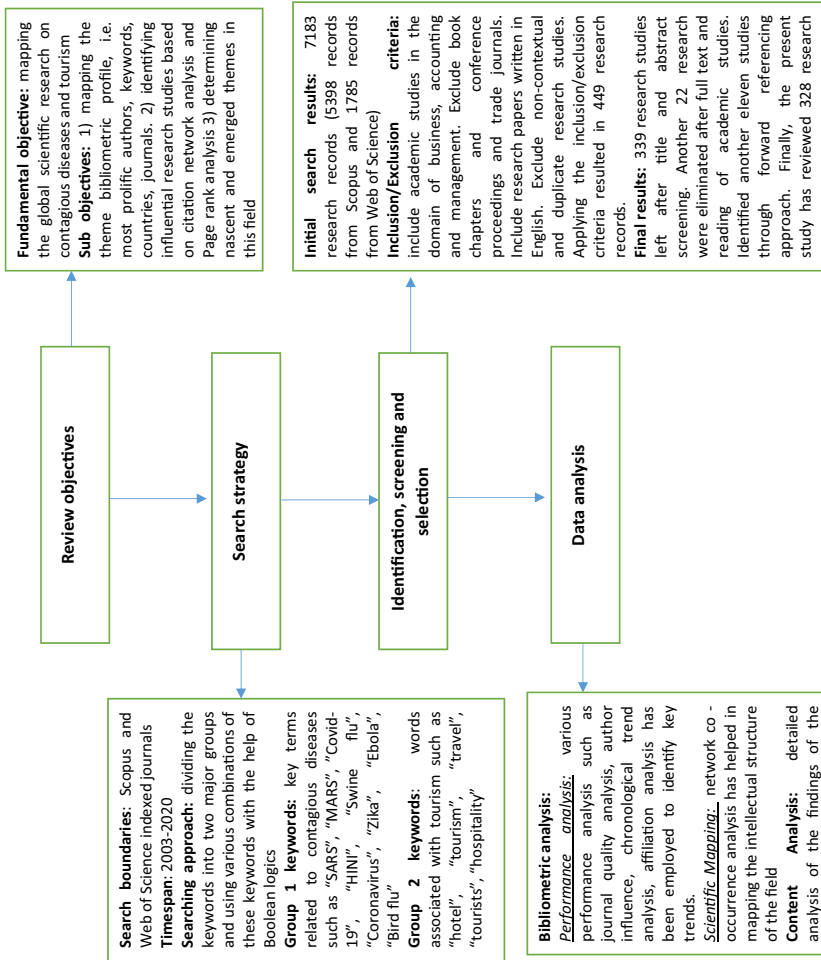 Review objectives
Fundamental objective: mapping
the global scientific research on
contagious diseases and tourism
Sub objectives: 1) mapping the
theme bibliometric profile, i.e.
most prolific authors, keywords,
countries, journals. 2) identifying
influential research studies based
on citation network analysis and
Page rank analysis 3) determining
nascent and emerged themes in
this field
Search strategy
Search boundaries: Scopus and
Web of Science indexed journals
Timespan: 2003-2020
Searching approach: dividing the
keywords into two major groups
and using various combinations of
these keywords with the help of
Boolean logics
Group 1 keywords: key terms
related to contagious diseases
such as “SARS”, “MARS”, “Covid-
19”, “HINI”, “Swine flu”,
“Coronavirus”, “Zika”, “Ebola”,
“Bird flu”
Group 2 keywords: words
associated with tourism such as
“hotel”, “tourism”, “travel”,
“tourists”, “hospitality”
Identification, screening and
selection
Initial search results: 7183
research records (5398 records
from Scopus and 1785 records
from Web of Science)
Inclusion/Exclusion criteria:
include academic studies in the
domain of business, accounting
and management. Exclude book
chapters and conference
proceedings and trade journals.
Include research papers written in
English. Exclude non-contextual
and duplicate research studies.
Applying the inclusion/exclusion
criteria resulted in 449 research
records.
Final results: 339 research studies
left after title and abstract
screening. Another 22 research
were eliminated after full text and
reading of academic studies.
Identified another eleven studies
through forward referencing
approach. Finally, the present
study has reviewed 328 research
Data analysis
Bibliometric analysis:
Performance analysis: various
performance analysis such as
journal quality analysis, author
influence, chronological trend
analysis, affiliation analysis has
been employed to identify key
trends.
Scientific Mapping: network co -
occurrence analysis has helped in
mapping the intellectual structure
of the field
Content Analysis: detailed
analysis of the findings of the